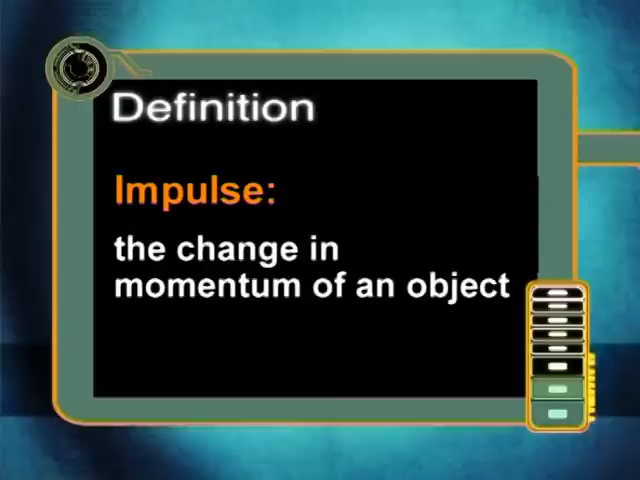 Definition
Impulse:
the change in
momentum of an object